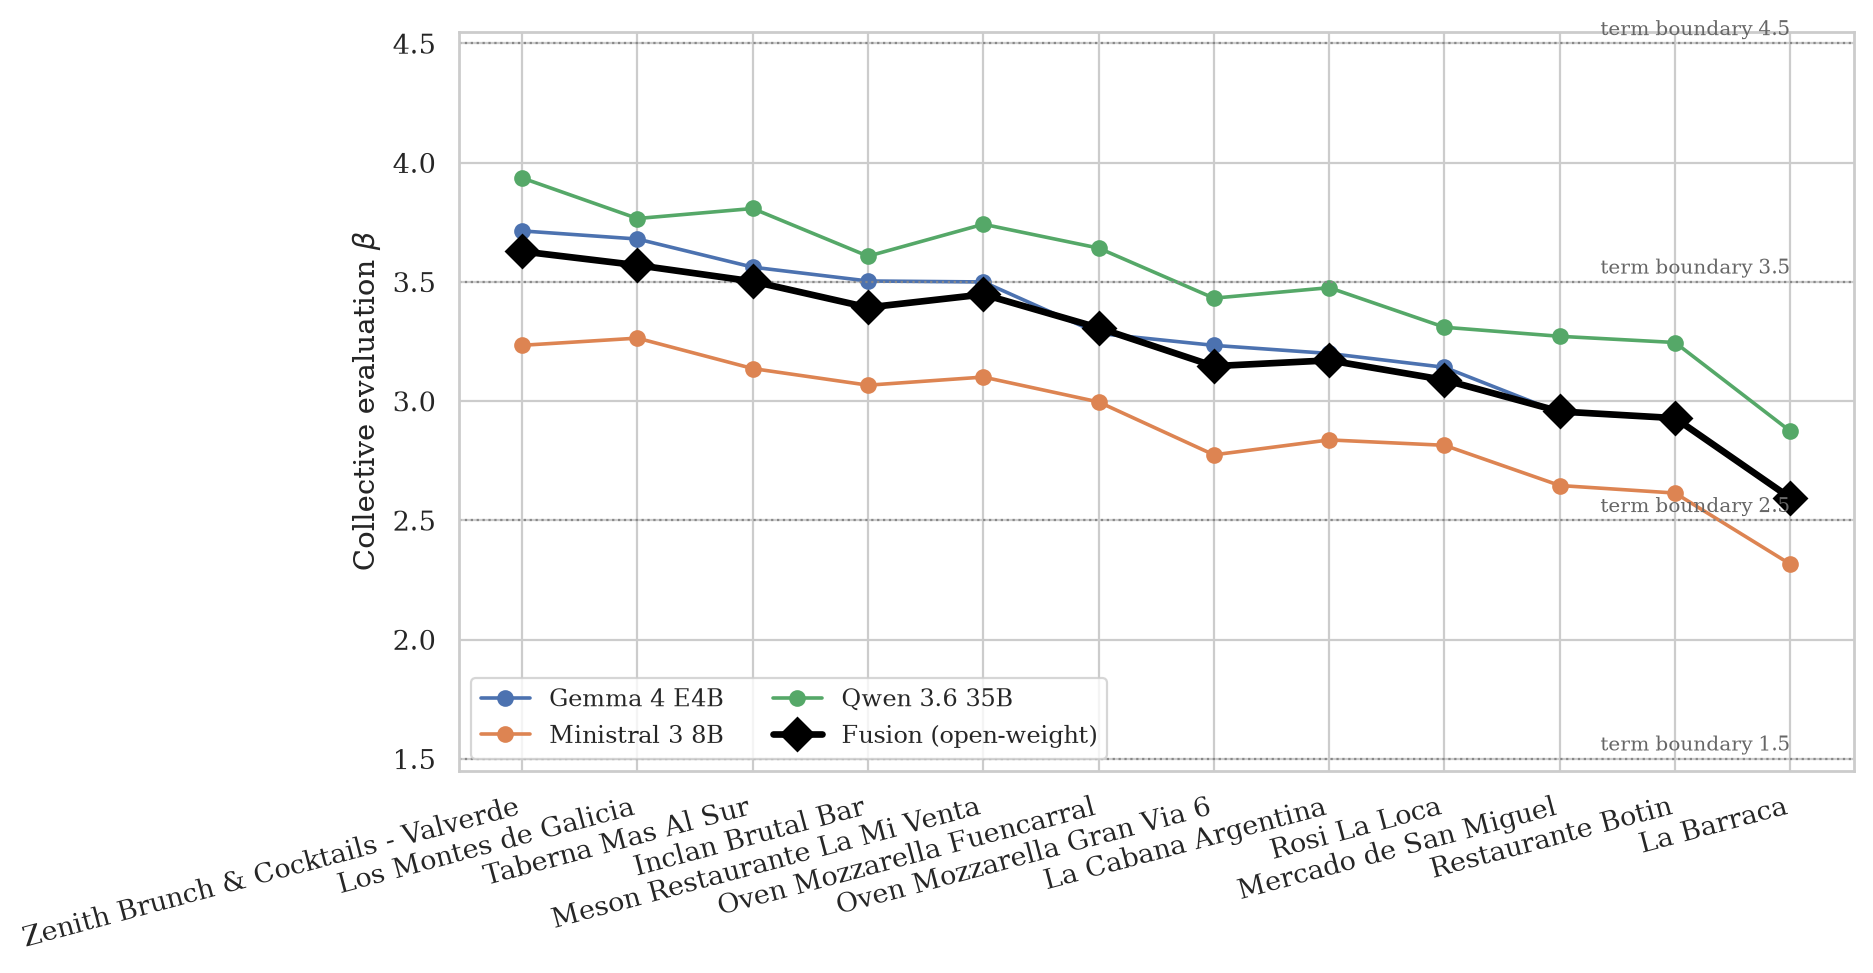 term boundary 4.5
4.5
4.0
term boundary 3.5
3.5
3.0
term boundary 2.5
2.5
2.0
term boundary 1.5
1.5
Collective evaluation β
Gemma 4 E4B
Ministral 3 8B
Qwen 3.6 35B
Fusion (open-weight)
Zenith Brunch & Cocktails - Valverde
Los Montes de Galicia
Taberna Mas Al Sur
Inclan Brutal Bar
Meson Restaurante La Mi Venta
Oven Mozzarella Fuencarral
Oven Mozzarella Gran Via 6
La Cabana Argentina
Rosi La Loca
Mercado de San Miguel
Restaurante Botin
La Barraca